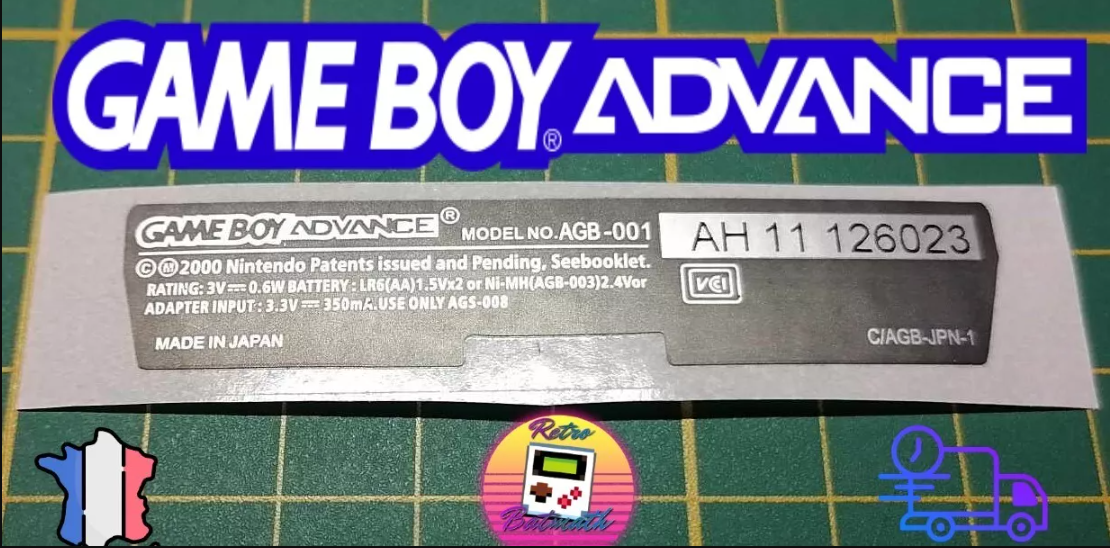 GAME BOY ADVANCE
®
GAME BOY ADVANCE ® MODEL NO. AGB-001
AH 11 126023
©Ⓜ2000 Nintendo Patents issued and Pending, Seebooklet.
RATING: 3V⎓0.6W BATTERY : LR6(AA)1.5Vx2 or Ni-MH(AGB-003)2.4Vor
ADAPTER INPUT : 3.3V ⎓ 350mA.USE ONLY AGS-008
VCI
MADE IN JAPAN
C/AGB-JPN-1
Retro